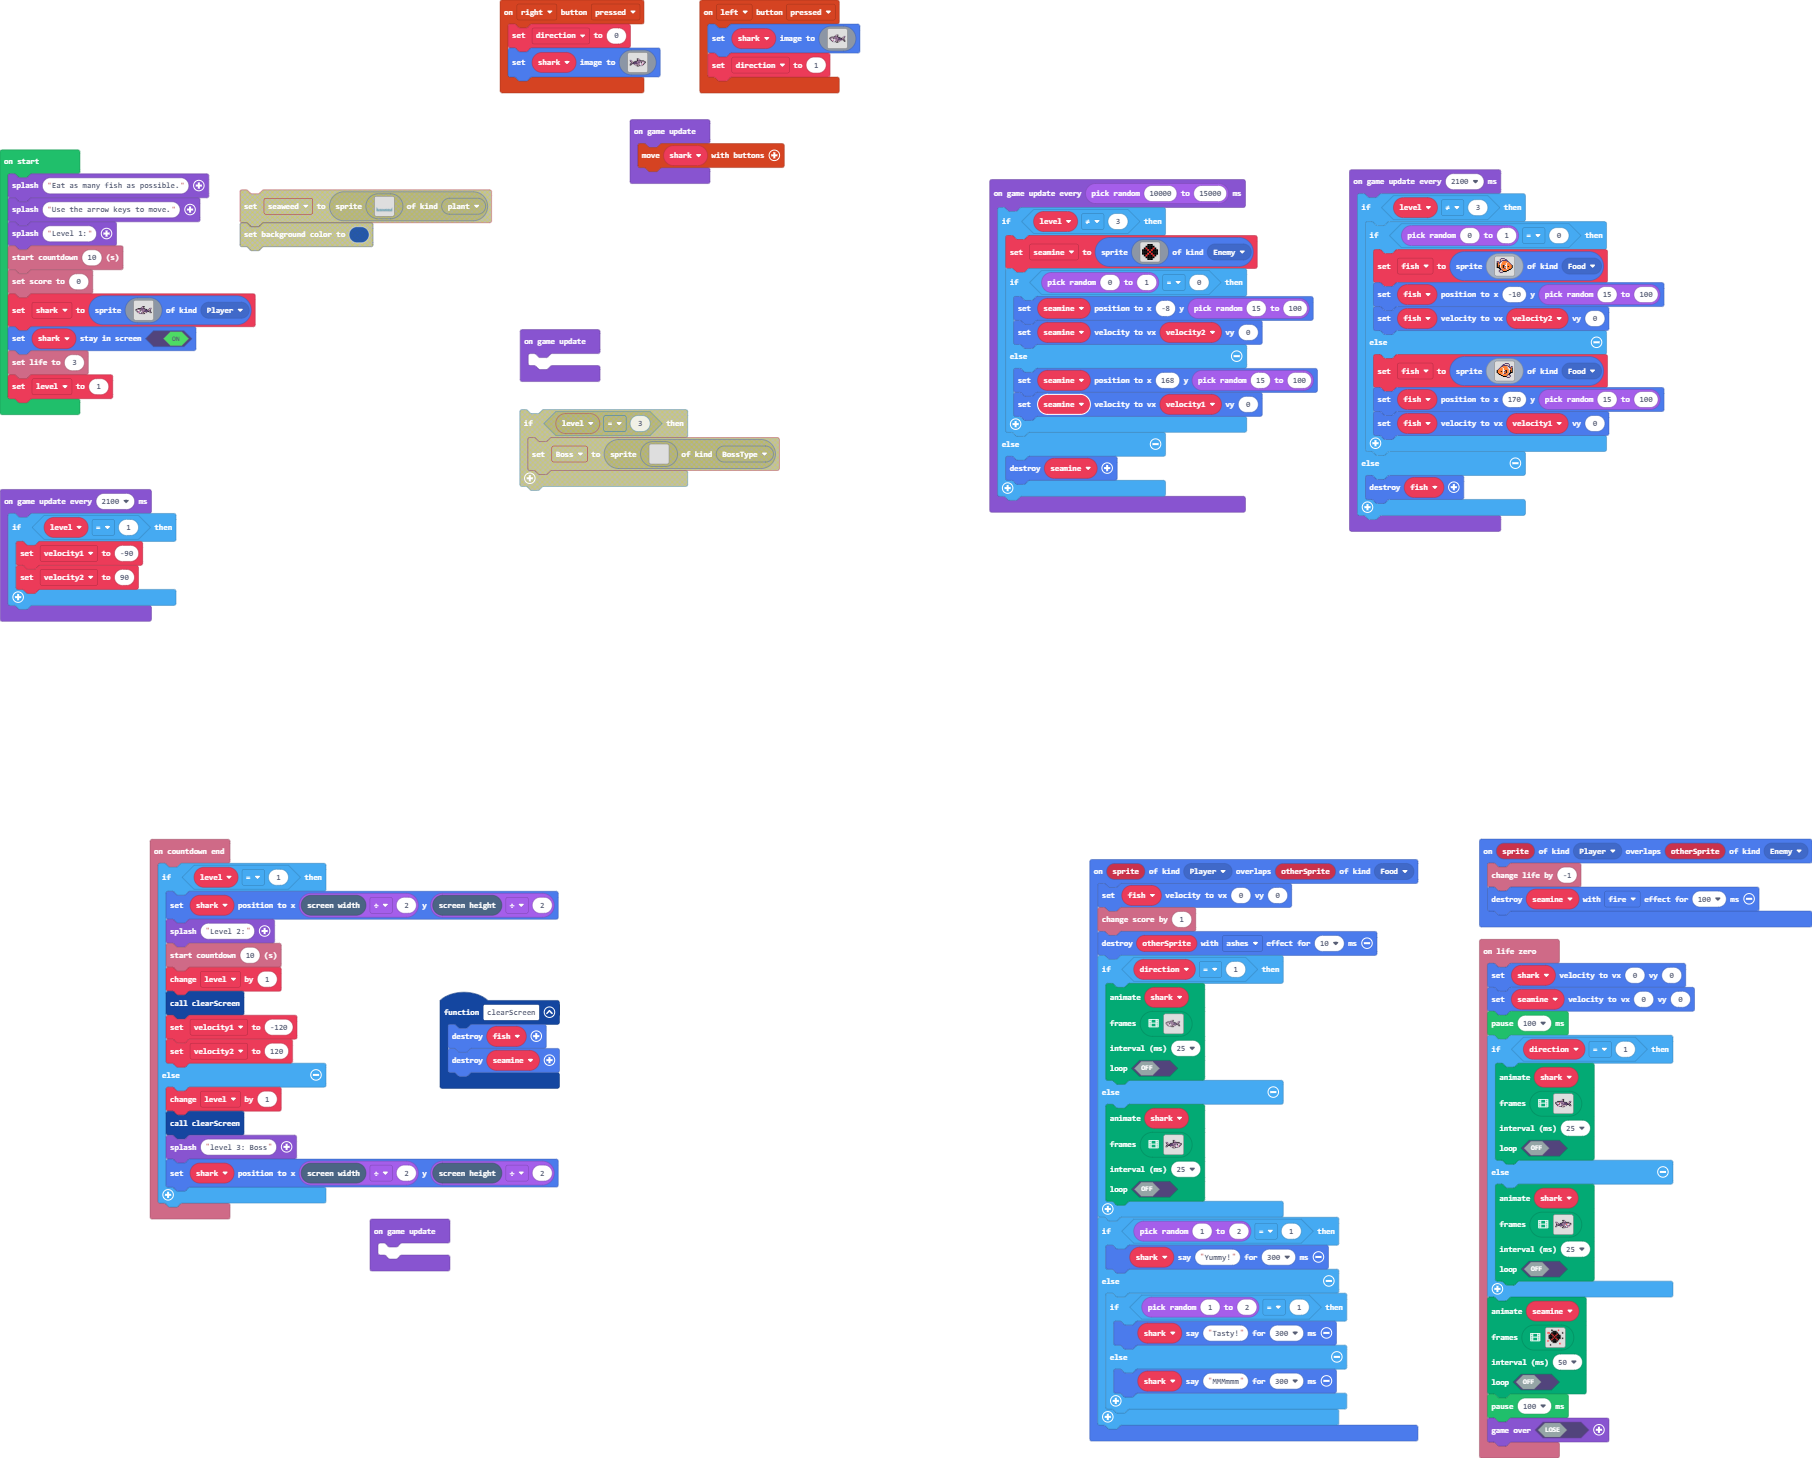 on right button pressed
set direction to 0
set shark image to
on left button pressed
set shark image to
set direction to 1
on game update
move shark with buttons
on start
splash "Eat as many fish as possible."
splash "Use the arrow keys to move."
splash "Level 1:"
start countdown 10 (s)
set score to 0
set shark to sprite of kind Player
set shark stay in screen ON
set life to 3
set level to 1
set seaweed to sprite of kind plant
set background color to
on game update
if level = 3 then
set Boss to sprite of kind BossType
on game update every 2100 ms
if level = 1 then
set velocity1 to -90
set velocity2 to 90
on game update every pick random 10000 to 15000 ms
if level ≠ 3 then
set seamine to sprite of kind Enemy
if pick random 0 to 1 = 0 then
set seamine position to x -8 y pick random 15 to 100
set seamine velocity to vx velocity2 vy 0
else
set seamine position to x 168 y pick random 15 to 100
set seamine velocity to vx velocity1 vy 0
else
destroy seamine
on game update every 2100 ms
if level ≠ 3 then
if pick random 0 to 1 = 0 then
set fish to sprite of kind Food
set fish position to x -10 y pick random 15 to 100
set fish velocity to vx velocity2 vy 0
else
set fish to sprite of kind Food
set fish position to x 170 y pick random 15 to 100
set fish velocity to vx velocity1 vy 0
else
destroy fish
on countdown end
if level = 1 then
set shark position to x screen width ÷ 2 y screen height ÷ 2
splash "Level 2:"
start countdown 10 (s)
change level by 1
call clearScreen
set velocity1 to -120
set velocity2 to 120
else
change level by 1
call clearScreen
splash "level 3: Boss"
set shark position to x screen width ÷ 2 y screen height ÷ 2
function clearScreen
destroy fish
destroy seamine
on game update
on sprite of kind Player overlaps otherSprite of kind Food
set fish velocity to vx 0 vy 0
change score by 1
destroy otherSprite with ashes effect for 10 ms
if direction = 1 then
animate shark
frames
interval (ms) 25
loop OFF
else
animate shark
frames
interval (ms) 25
loop OFF
if pick random 1 to 2 = 1 then
shark say "Yummy!" for 300 ms
else
if pick random 1 to 2 = 1 then
shark say "Tasty!" for 300 ms
else
shark say "MMMmmm" for 300 ms
on sprite of kind Player overlaps otherSprite of kind Enemy
change life by -1
destroy seamine with fire effect for 100 ms
on life zero
set shark velocity to vx 0 vy 0
set seamine velocity to vx 0 vy 0
pause 100 ms
if direction = 1 then
animate shark
frames
interval (ms) 25
loop OFF
else
animate shark
frames
interval (ms) 25
loop OFF
animate seamine
frames
interval (ms) 50
loop OFF
pause 100 ms
game over LOSE